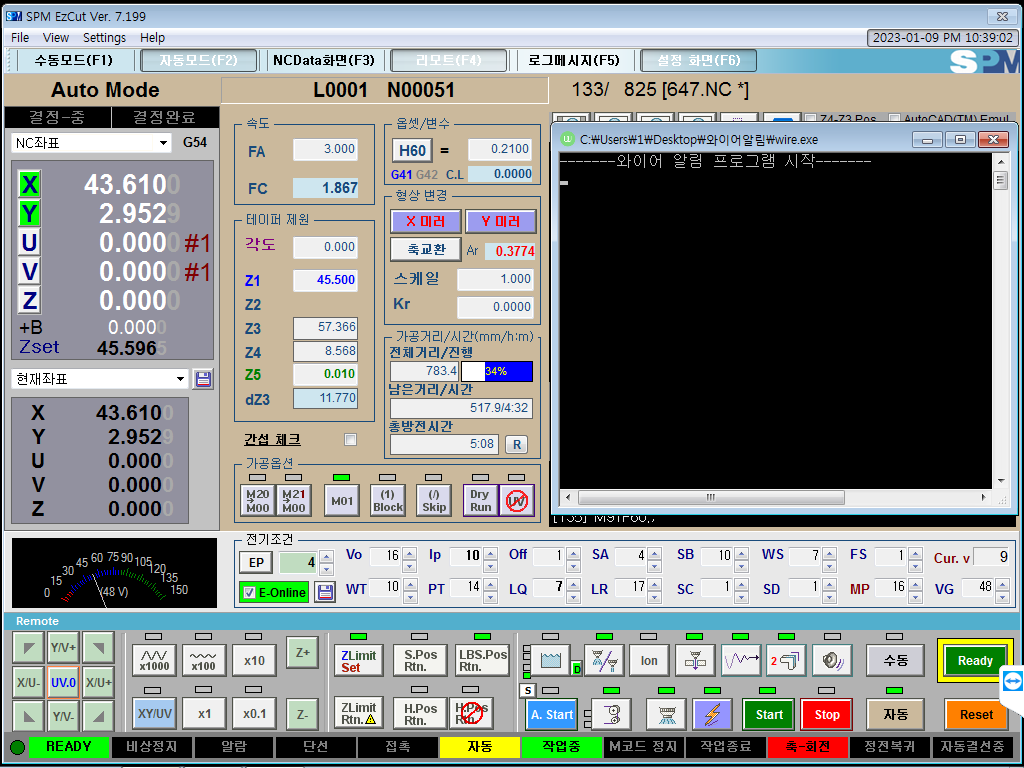 SPM EzCut Ver. 7.199
File View Settings Help
2023-01-09 PM 10:39:02
수동모드(F1) 자동모드(F2) NCData화면(F3) 리모트(F4) 로그메시지(F5) 설정 화면(F6)
SPM
Auto Mode
L0001 N00051
133/ 825 [647.NC *]
결정-중 결정완료
NC좌표 G54
X 43.6100
Y 2.9529
U 0.0000 #1
V 0.0000 #1
Z 0.0000
+B 0.0000
Zset 45.5965
현재좌표
X 43.6100
Y 2.9529
U 0.0000
V 0.0000
Z 0.0000
속도
FA 3.000
FC 1.867
테이퍼 제원
각도 0.000
Z1 45.500
Z2
Z3 57.366
Z4 8.568
Z5 0.010
dZ3 11.770
간섭 체크
옵셋/변수
H60 = 0.2100
G41 G42 C.L 0.0000
형상 변경
X 미러 Y 미러
축교환 Ar 0.3774
스케일 1.000
Kr 0.0000
가공거리/시간(mm/h:m)
전체거리/진행
783.4 34%
남은거리/시간
517.9/4:32
총방전시간
5:08 R
가공옵션
M20 M00 M21 M00 M01 (1) Block (/) Skip Dry Run UV
Z4-Z3 Pos AutoCAD(TM) Emul
C:₩Users₩1₩Desktop₩와이어알림₩wire.exe
-------와이어 알림 프로그램 시작-------
[135] M91F60;;
0 15 30 45 60 75 90 105 120 135 150
(48 V)
전기조건
EP 4
E-Online
Vo 16 Ip 10 Off 1 SA 4 SB 10 WS 7 FS 1 Cur. v 9
WT 10 PT 14 LQ 7 LR 17 SC 1 SD 1 MP 16 VG 48
Remote
Y/V+
X/U- UV.0 X/U+
Y/V-
x1000 x100 x10 Z+
XY/UV x1 x0.1 Z-
ZLimit Set S.Pos Rtn. LBS.Pos Rtn.
ZLimit Rtn. H.Pos Rtn. H.Pos Rtn.
D Ion 2 수동 Ready
S A. Start Start Stop 자동 Reset
READY 비상정지 알람 단선 접촉 자동 작업중 M코드 정지 작업종료 축-회전 정전복귀 자동결선중